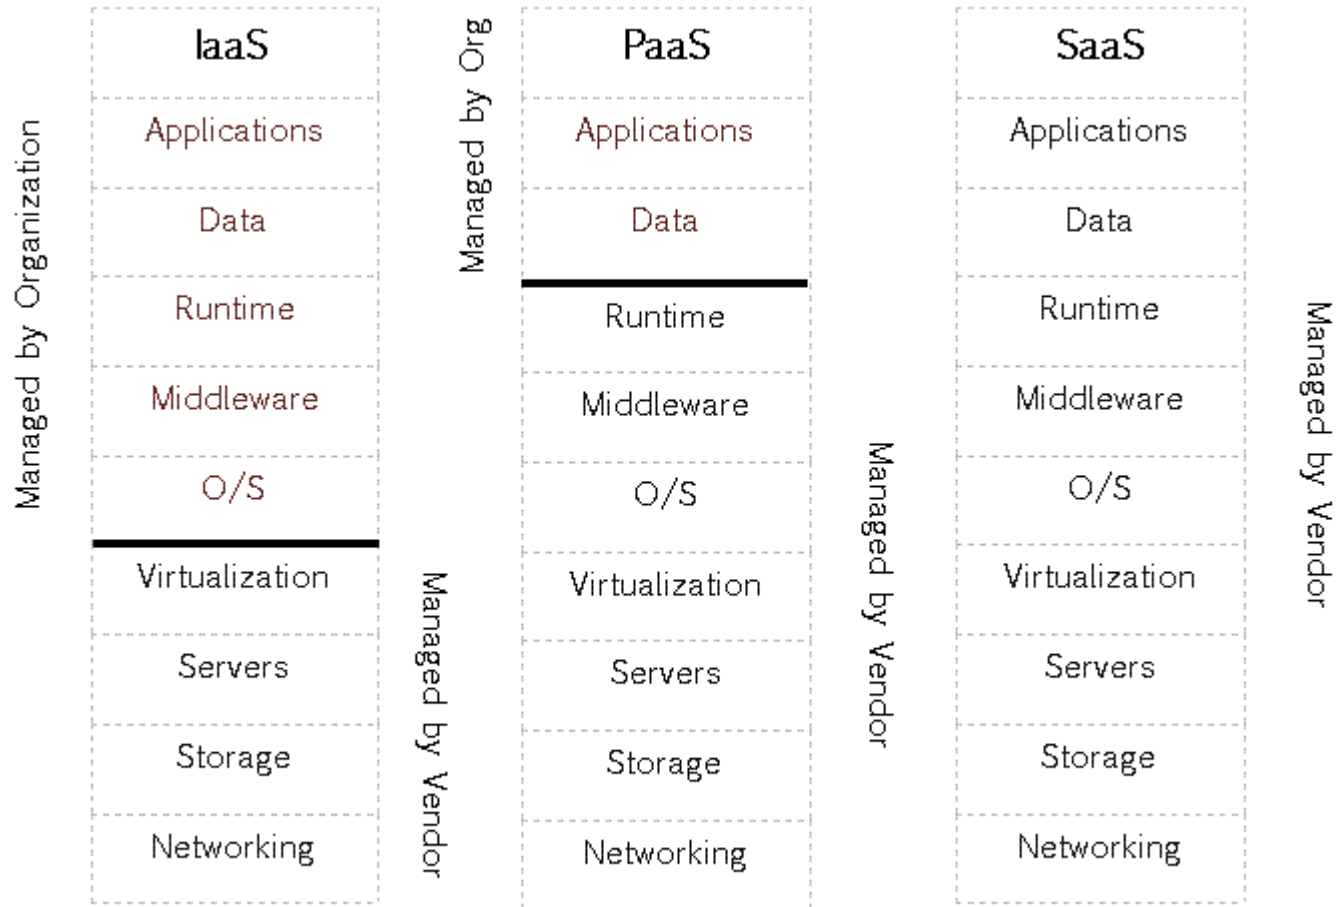 Managed by Organization
IaaS
Applications
Data
Runtime
Middleware
O/S
Virtualization
Servers
Storage
Networking
Managed by Vendor
Managed by Org
PaaS
Applications
Data
Runtime
Middleware
O/S
Virtualization
Servers
Storage
Networking
Managed by Vendor
SaaS
Applications
Data
Runtime
Middleware
O/S
Virtualization
Servers
Storage
Networking
Managed by Vendor